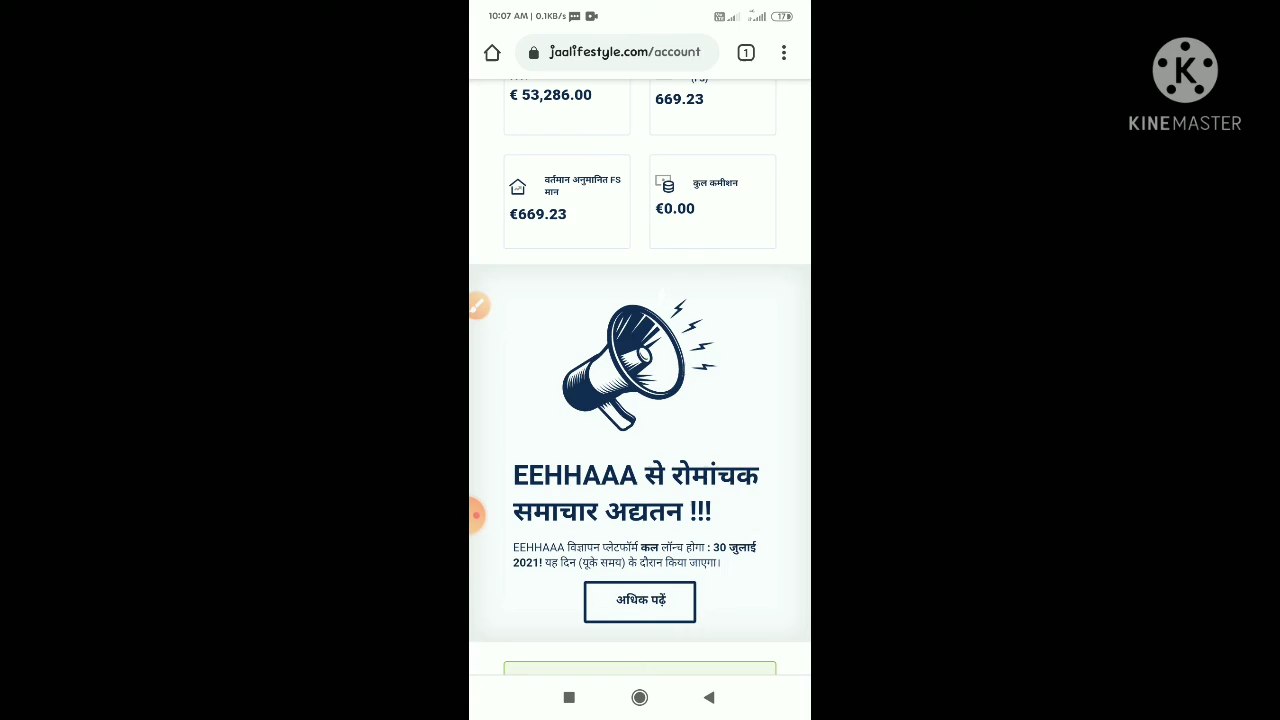 10:07 AM | 0.1KB/s
17
jaalifestyle.com/account
1
(FS)
€ 53,286.00
669.23
वर्तमान अनुमानित FS
मान
€669.23
कुल कमीशन
€0.00
EEHHAAA से रोमांचक
समाचार अद्यतन !!!
EEHHAAA विज्ञापन प्लेटफॉर्म कल लॉन्च होगा : 30 जुलाई
2021! यह दिन (यूके समय) के दौरान किया जाएगा।
अधिक पढ़ें
K
KINEMASTER